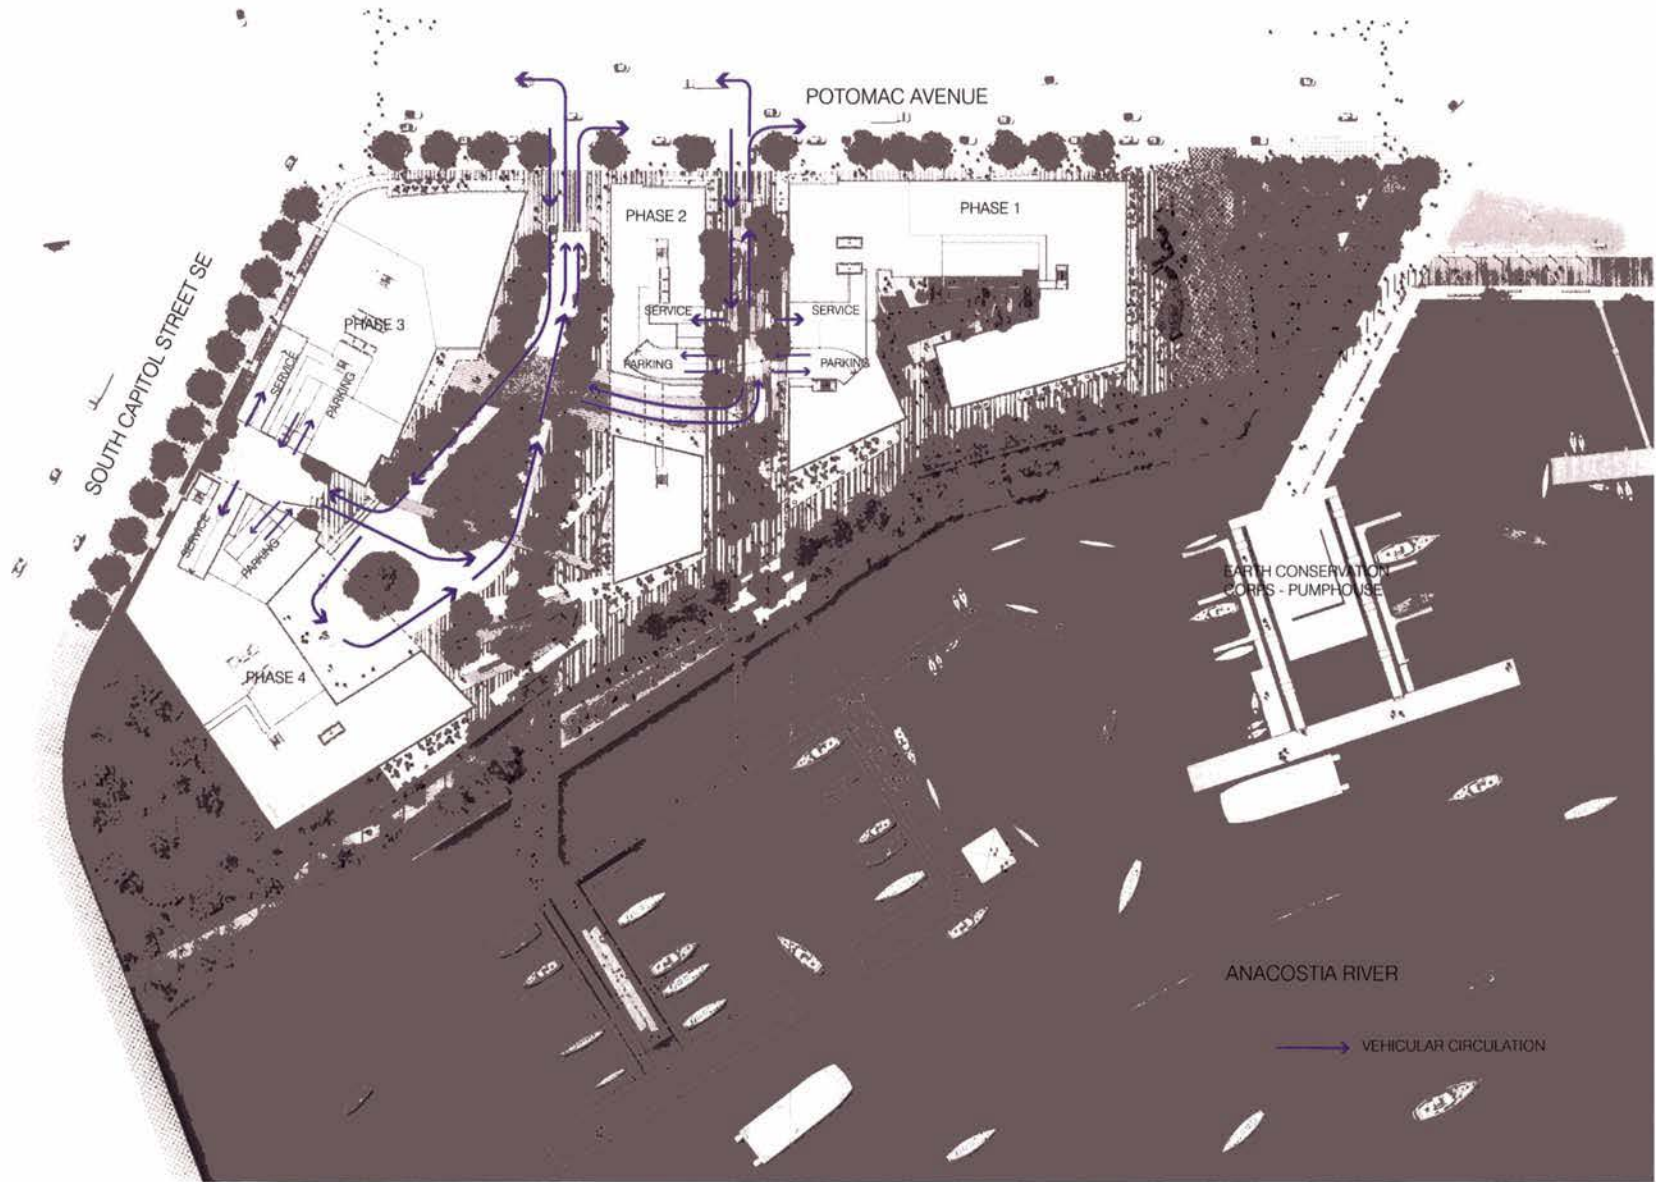 POTOMAC AVENUE
PHASE 2
PHASE 1
SOUTH CAPITOL STREET SE
PHASE 3
SERVICE
SERVICE
SERVICE
PARKING
PARKING
PARKING
SERVICE
PARKING
EARTH CONSERVATION
CORPS - PUMPHOUSE
PHASE 4
ANACOSTIA RIVER
VEHICULAR CIRCULATION